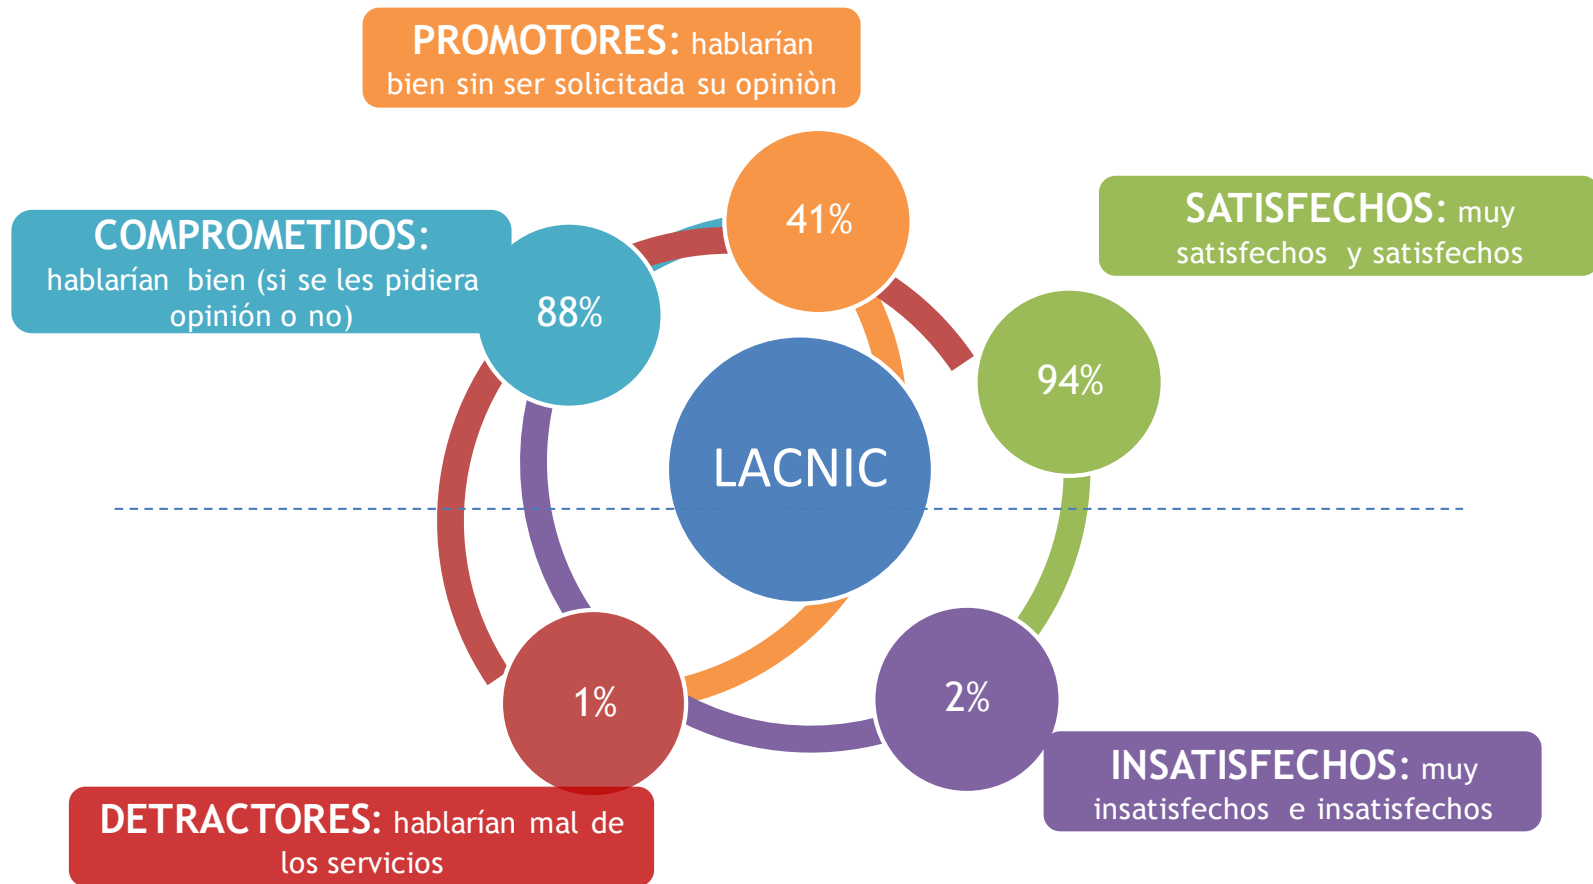 PROMOTORES: hablarían
bien sin ser solicitada su opiniòn
41%
COMPROMETIDOS:
hablarían bien (si se les pidiera
opinión o no)
88%
SATISFECHOS: muy
satisfechos y satisfechos
94%
LACNIC
1%
2%
DETRACTORES: hablarían mal de
los servicios
INSATISFECHOS: muy
insatisfechos e insatisfechos